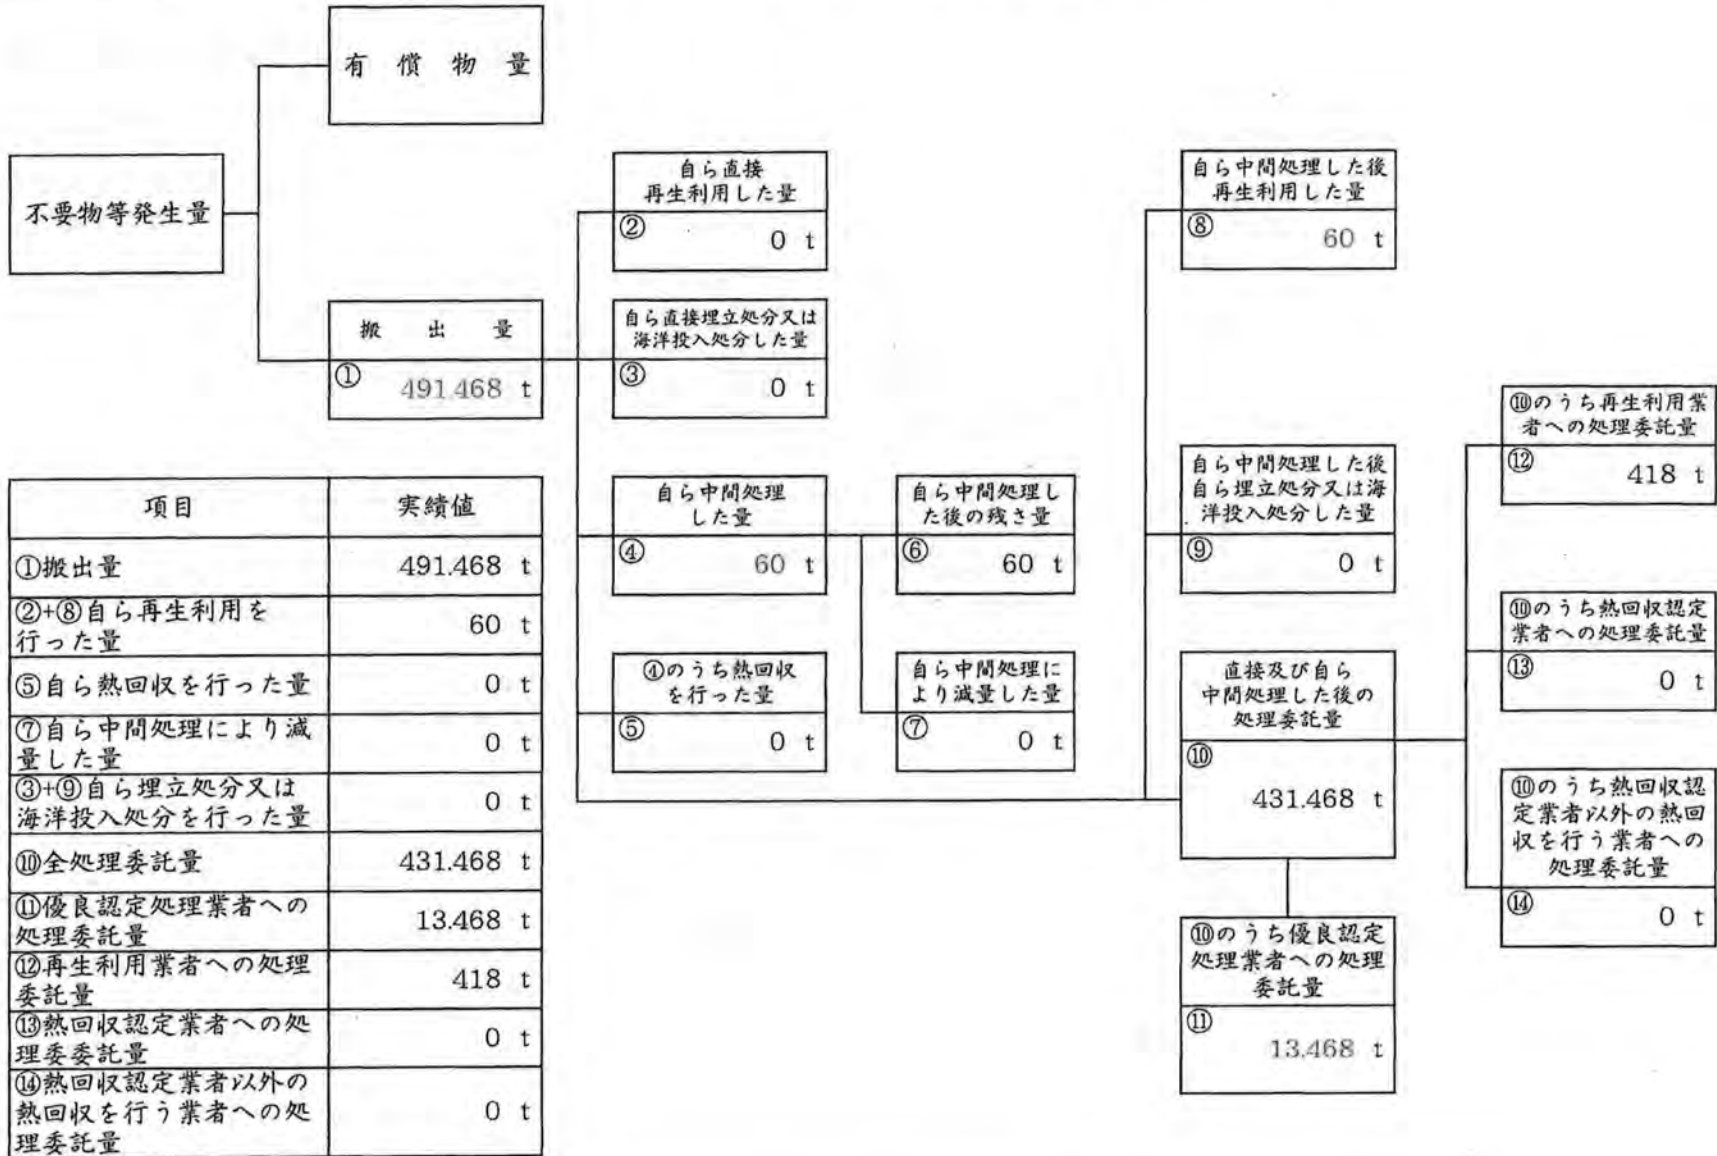 有償物量
不要物等発生量
搬出量
① 491.468 t
自ら直接
再生利用した量
② 0 t
自ら直接埋立処分又は
海洋投入処分した量
③ 0 t
自ら中間処理
した量
④ 60 t
④のうち熱回収
を行った量
⑤ 0 t
自ら中間処理し
た後の残さ量
⑥ 60 t
自ら中間処理に
より減量した量
⑦ 0 t
自ら中間処理した後
再生利用した量
⑧ 60 t
自ら中間処理した後
自ら埋立処分又は海
洋投入処分した量
⑨ 0 t
直接及び自ら
中間処理した後の
処理委託量
⑩
431.468 t
⑩のうち優良認定
処理業者への処理
委託量
⑪
13.468 t
⑩のうち再生利用業
者への処理委託量
⑫ 418 t
⑩のうち熱回収認定
業者への処理委託量
⑬ 0 t
⑩のうち熱回収認
定業者以外の熱回
収を行う業者への
処理委託量
⑭ 0 t
項目 実績値
①搬出量 491.468 t
②+⑧自ら再生利用を
行った量 60 t
⑤自ら熱回収を行った量 0 t
⑦自ら中間処理により減
量した量 0 t
③+⑨自ら埋立処分又は
海洋投入処分を行った量 0 t
⑩全処理委託量 431.468 t
⑪優良認定処理業者への
処理委託量 13.468 t
⑫再生利用業者への処理
委託量 418 t
⑬熱回収認定業者への処
理委委託量 0 t
⑭熱回収認定業者以外の
熱回収を行う業者への処
理委託量 0 t